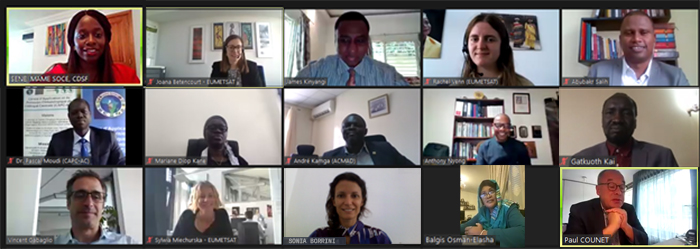 SENE, MAME SOCE, CDSF
Joana Betencourt - EUMETSAT
James Kinyangi
Rachel Lane (EUMETSAT)
Abubakr Salih
Dr. Pascal Moudi (CAPC-AC)
Mariane Diop Kane
André Kamga (ACMAD)
Anthony Nyong
Gatkuoth Kai
Vincent Gabaglio
Sylwia Miechurska - EUMETSAT
SONIA BORRINI
Balgis Osman-Elasha
Paul COUNET